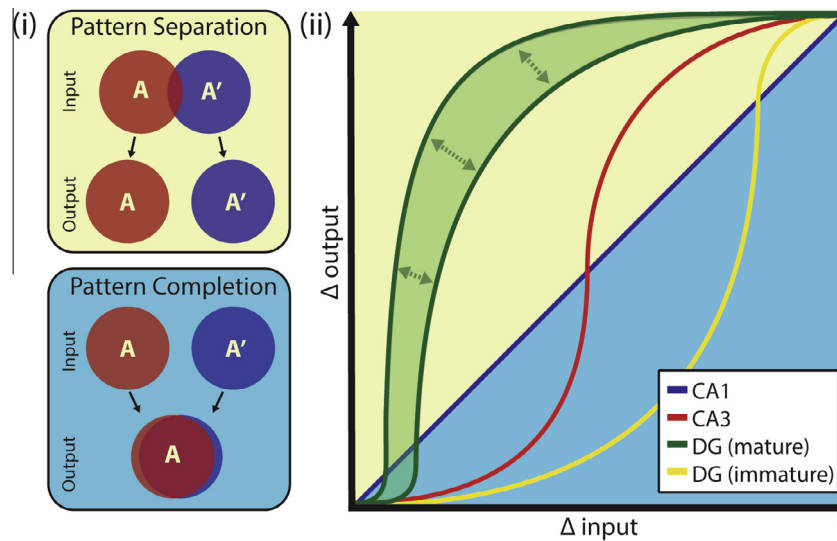 (i)
Pattern Separation
Input
A
A'
Output
A
A'
Pattern Completion
Input
A
A'
Output
A
(ii)
Δ output
Δ input
CA1
CA3
DG (mature)
DG (immature)